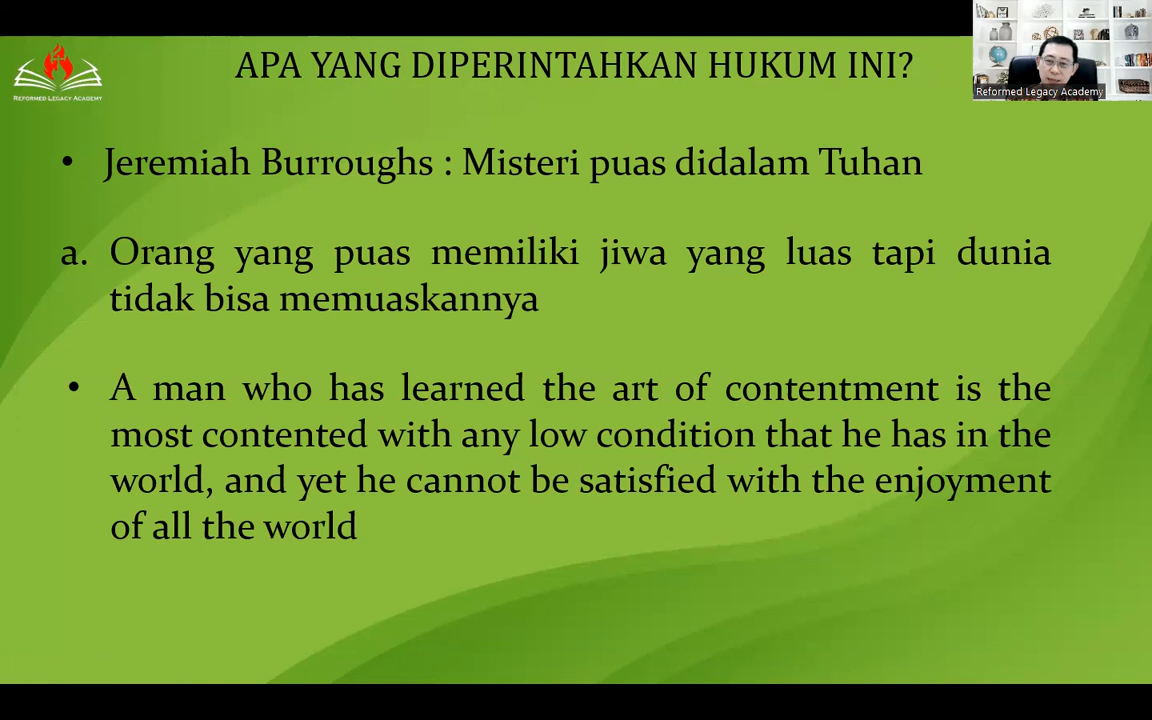 APA YANG DIPERINTAHKAN HUKUM INI?
REFORMED LEGACY ACADEMY
Reformed Legacy Academy
• Jeremiah Burroughs : Misteri puas didalam Tuhan
a. Orang yang puas memiliki jiwa yang luas tapi dunia
tidak bisa memuaskannya
• A man who has learned the art of contentment is the
most contented with any low condition that he has in the
world, and yet he cannot be satisfied with the enjoyment
of all the world